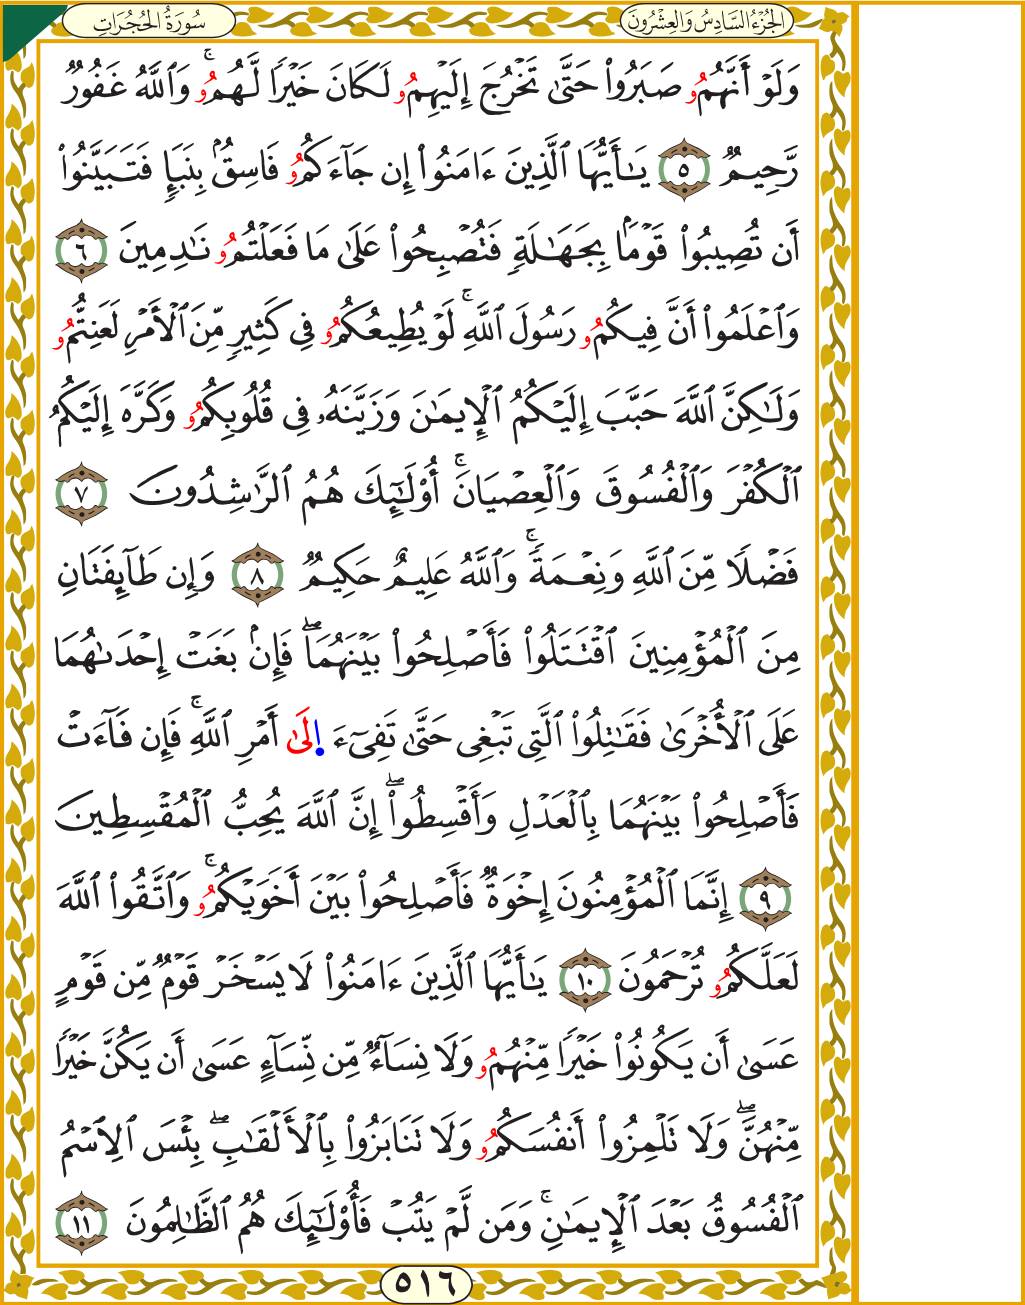 سُورَةُ الحُجُرَاتِ
الجُزْءُ السَّادِسُ وَالعِشْرُونَ
وَلَوۡ أَنَّهُمُۥ صَبَرُواْ حَتَّىٰ تَخۡرُجَ إِلَيۡهِمُۥ لَكَانَ خَيۡرٗا لَّهُمُۥۚ وَٱللَّهُ غَفُورٞ
رَّحِيمٞ ٥ يَـٰٓأَيُّهَا ٱلَّذِينَ ءَامَنُوٓاْ إِن جَآءَكُمُۥ فَاسِقُۢ بِنَبَإٖ فَتَبَيَّنُوٓاْ
أَن تُصِيبُواْ قَوۡمَۢا بِجَهَٰلَةٖ فَتُصۡبِحُواْ عَلَىٰ مَا فَعَلۡتُمُۥ نَٰدِمِينَ ٦
وَٱعۡلَمُوٓاْ أَنَّ فِيكُمُۥ رَسُولَ ٱللَّهِۚ لَوۡ يُطِيعُكُمُۥ فِي كَثِيرٖ مِّنَ ٱلۡأَمۡرِ لَعَنِتُّمُۥ
وَلَٰكِنَّ ٱللَّهَ حَبَّبَ إِلَيۡكُمُ ٱلۡإِيمَٰنَ وَزَيَّنَهُۥ فِي قُلُوبِكُمُۥ وَكَرَّهَ إِلَيۡكُمُ
ٱلۡكُفۡرَ وَٱلۡفُسُوقَ وَٱلۡعِصۡيَانَۚ أُوْلَٰٓئِكَ هُمُ ٱلرَّٰشِدُونَ ٧
فَضۡلٗا مِّنَ ٱللَّهِ وَنِعۡمَةٗۚ وَٱللَّهُ عَلِيمٌ حَكِيمٞ ٨ وَإِن طَآئِفَتَانِ
مِنَ ٱلۡمُؤۡمِنِينَ ٱقۡتَتَلُواْ فَأَصۡلِحُواْ بَيۡنَهُمَاۖ فَإِنۢ بَغَتۡ إِحۡدَىٰهُمَا
عَلَى ٱلۡأُخۡرَىٰ فَقَٰتِلُواْ ٱلَّتِي تَبۡغِي حَتَّىٰ تَفِيٓءَ إِلَىٰٓ أَمۡرِ ٱللَّهِۚ فَإِن فَآءَتۡ
فَأَصۡلِحُواْ بَيۡنَهُمَا بِٱلۡعَدۡلِ وَأَقۡسِطُوٓاْۖ إِنَّ ٱللَّهَ يُحِبُّ ٱلۡمُقۡسِطِينَ
٩ إِنَّمَا ٱلۡمُؤۡمِنُونَ إِخۡوَةٞ فَأَصۡلِحُواْ بَيۡنَ أَخَوَيۡكُمُۥۚ وَٱتَّقُواْ ٱللَّهَ
لَعَلَّكُمُۥ تُرۡحَمُونَ ١٠ يَـٰٓأَيُّهَا ٱلَّذِينَ ءَامَنُواْ لَا يَسۡخَرۡ قَوۡمٞ مِّن قَوۡمٍ
عَسَىٰٓ أَن يَكُونُواْ خَيۡرٗا مِّنۡهُمُۥ وَلَا نِسَآءٞ مِّن نِّسَآءٍ عَسَىٰٓ أَن يَكُنَّ خَيۡرٗا
مِّنۡهُنَّۖ وَلَا تَلۡمِزُوٓاْ أَنفُسَكُمُۥ وَلَا تَنَابَزُواْ بِٱلۡأَلۡقَٰبِۖ بِئۡسَ ٱلِٱسۡمُ
ٱلۡفُسُوقُ بَعۡدَ ٱلۡإِيمَٰنِۚ وَمَن لَّمۡ يَتُبۡ فَأُوْلَٰٓئِكَ هُمُ ٱلظَّٰلِمُونَ ١١
٥١٦